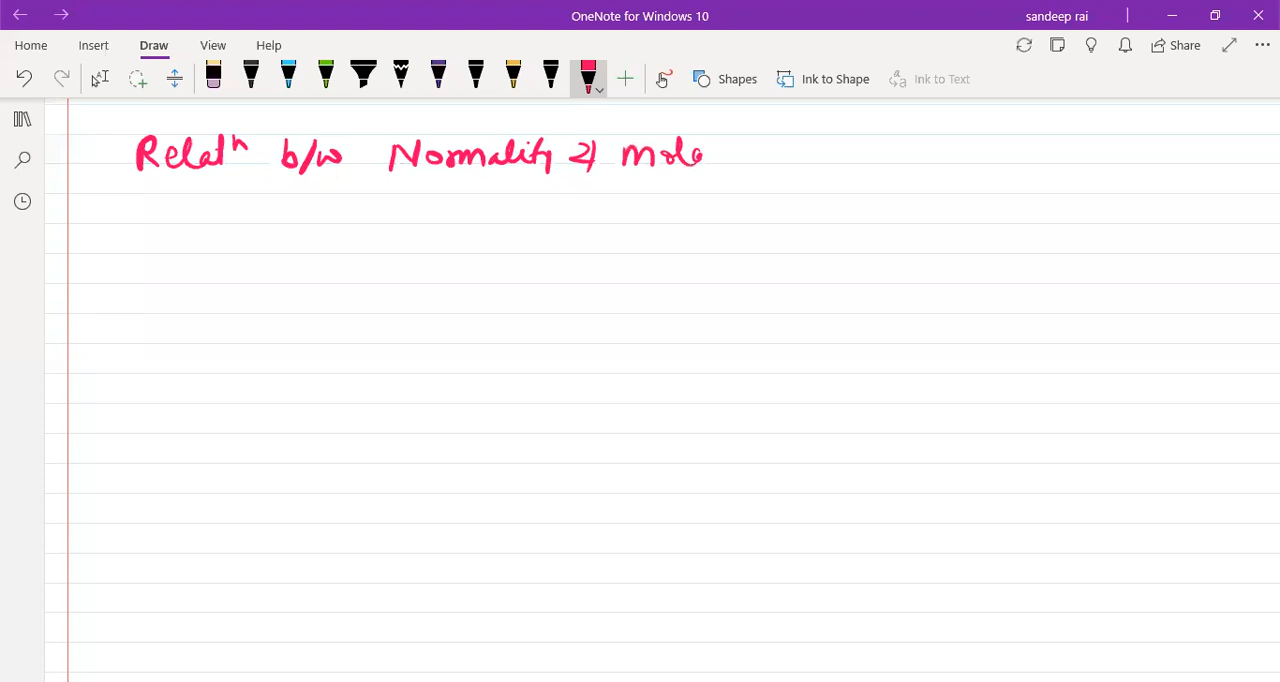 OneNote for Windows 10
sandeep rai
Home Insert Draw View Help
Share
Shapes Ink to Shape Ink to Text
Relatn b/w Normality & mola